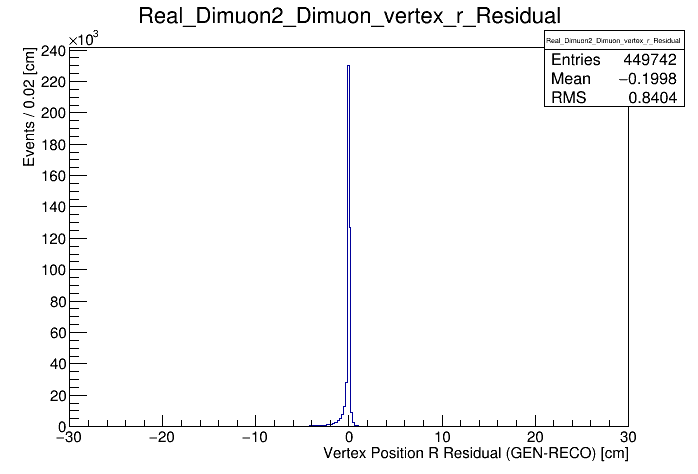 Real_Dimuon2_Dimuon_vertex_r_Residual
×10³
Real_Dimuon2_Dimuon_vertex_r_Residual
Entries 449742
Mean −0.1998
RMS 0.8404
Events / 0.02 [cm]
240
220
200
180
160
140
120
100
80
60
40
20
0
−30 −20 −10 0 10 20 30
Vertex Position R Residual (GEN-RECO) [cm]